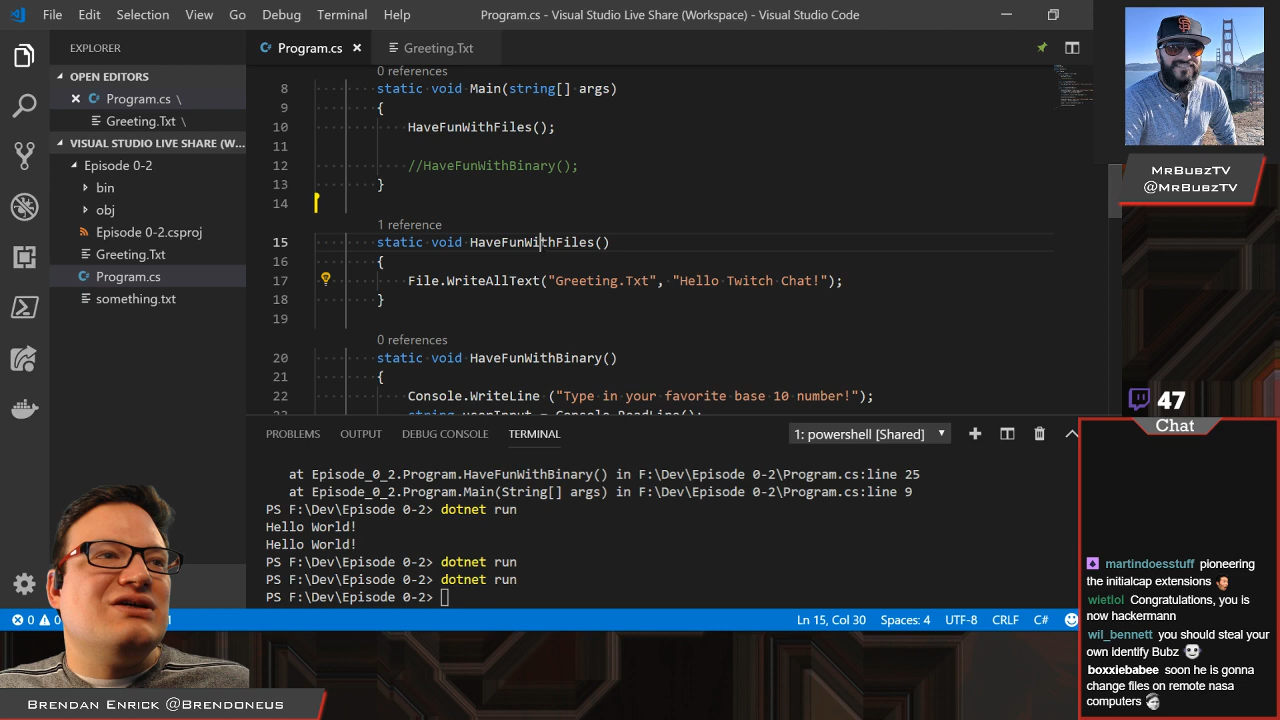 File Edit Selection View Go Debug Terminal Help Program.cs - Visual Studio Live Share (Workspace) - Visual Studio Code
EXPLORER
OPEN EDITORS
Program.cs \
Greeting.Txt \
VISUAL STUDIO LIVE SHARE (W...
Episode 0-2
bin
obj
Episode 0-2.csproj
Greeting.Txt
Program.cs
something.txt
Program.cs Greeting.Txt
0 references
8 static void Main(string[] args)
9 {
10 HaveFunWithFiles();
11
12 //HaveFunWithBinary();
13 }
14
1 reference
15 static void HaveFunWithFiles()
16 {
17 File.WriteAllText("Greeting.Txt", "Hello Twitch Chat!");
18 }
19
0 references
20 static void HaveFunWithBinary()
21 {
22 Console.WriteLine ("Type in your favorite base 10 number!");
23 string userInput = Console.ReadLine();
PROBLEMS OUTPUT DEBUG CONSOLE TERMINAL 1: powershell [Shared]
at Episode_0_2.Program.HaveFunWithBinary() in F:\Dev\Episode 0-2\Program.cs:line 25
at Episode_0_2.Program.Main(String[] args) in F:\Dev\Episode 0-2\Program.cs:line 9
PS F:\Dev\Episode 0-2> dotnet run
Hello World!
Hello World!
PS F:\Dev\Episode 0-2> dotnet run
PS F:\Dev\Episode 0-2> dotnet run
PS F:\Dev\Episode 0-2>
0 1 Ln 15, Col 30 Spaces: 4 UTF-8 CRLF C#
MrBubzTV
@MrBubzTV
47
Chat
martindoesstuff pioneering
the initialcap extensions
wietlol Congratulations, you is
now hackermann
wil_bennett you should steal your
own identify Bubz
boxxiebabee soon he is gonna
change files on remote nasa
computers
Brendan Enrick @Brendoneus